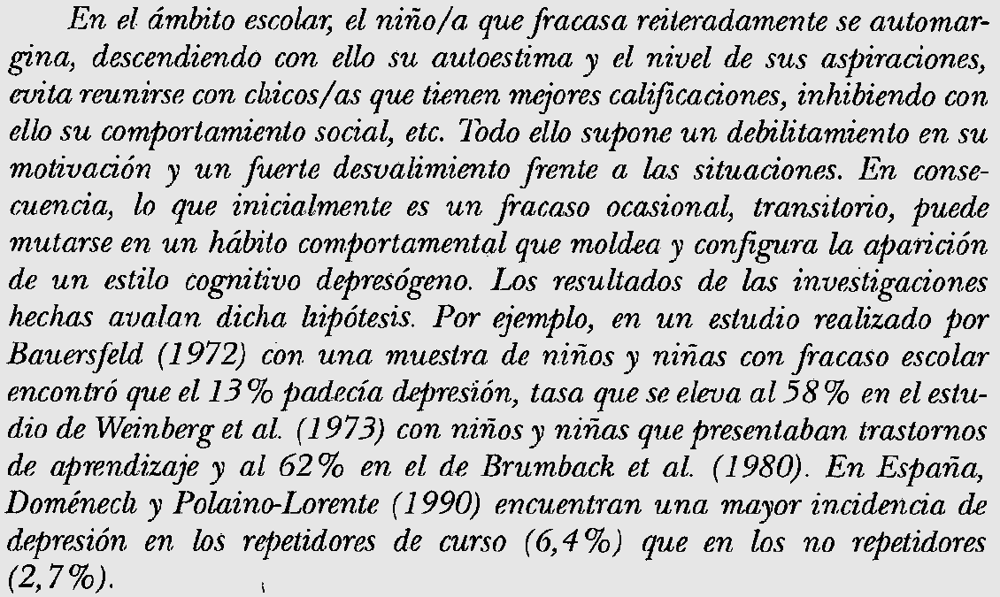 En el ámbito escolar, el niño/a que fracasa reiteradamente se automar-
gina, descendiendo con ello su autoestima y el nivel de sus aspiraciones,
evita reunirse con chicos/as que tienen mejores calificaciones, inhibiendo con
ello su comportamiento social, etc. Todo ello supone un debilitamiento en su
motivación y un fuerte desvalimiento frente a las situaciones. En conse-
cuencia, lo que inicialmente es un fracaso ocasional, transitorio, puede
mutarse en un hábito comportamental que moldea y configura la aparición
de un estilo cognitivo depresógeno. Los resultados de las investigaciones
hechas avalan dicha hipótesis. Por ejemplo, en un estudio realizado por
Bauersfeld (1972) con una muestra de niños y niñas con fracaso escolar
encontró que el 13% padecía depresión, tasa que se eleva al 58% en el estu-
dio de Weinberg et al. (1973) con niños y niñas que presentaban trastornos
de aprendizaje y al 62% en el de Brumback et al. (1980). En España,
Doménech y Polaino-Lorente (1990) encuentran una mayor incidencia de
depresión en los repetidores de curso (6,4%) que en los no repetidores
(2,7%).